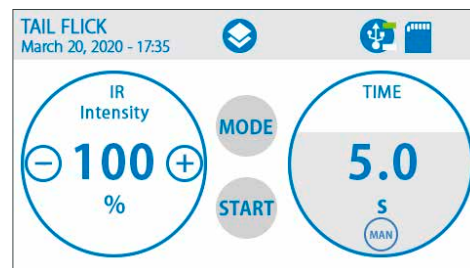 TAIL FLICK
March 20, 2020 - 17:35
IR
Intensity
100
%
MODE
START
TIME
5.0
S
MAN